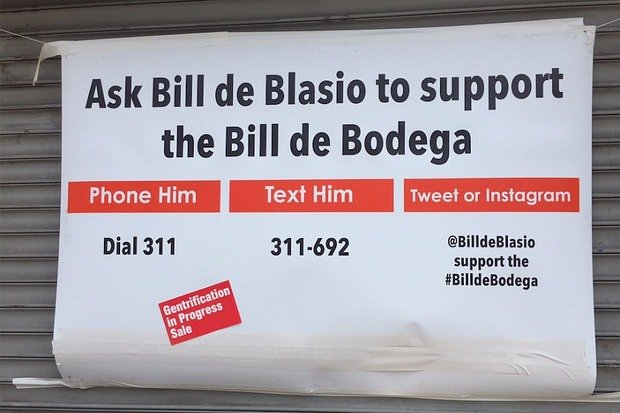 Ask Bill de Blasio to support
the Bill de Bodega
Phone Him
Dial 311
Text Him
311-692
Tweet or Instagram
@BilldeBlasio
support the
#BilldeBodega
Gentrification
in Progress
Sale